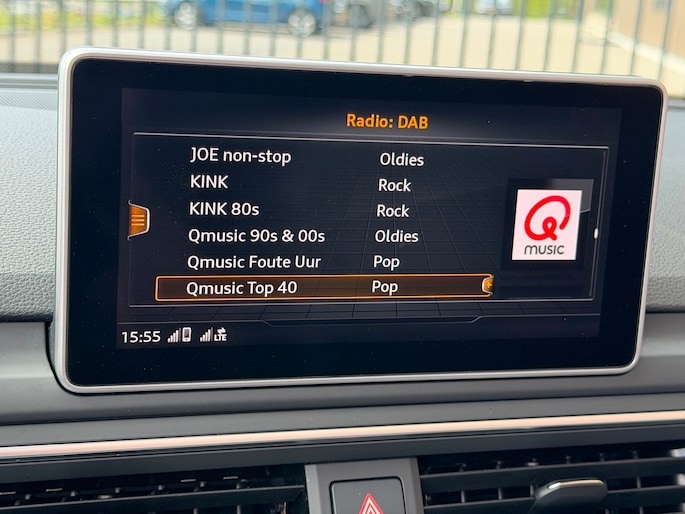 Radio: DAB
JOE non-stop Oldies
KINK Rock
KINK 80s Rock
Qmusic 90s & 00s Oldies
Qmusic Foute Uur Pop
Qmusic Top 40 Pop
Q
MUSIC
15:55 LTE